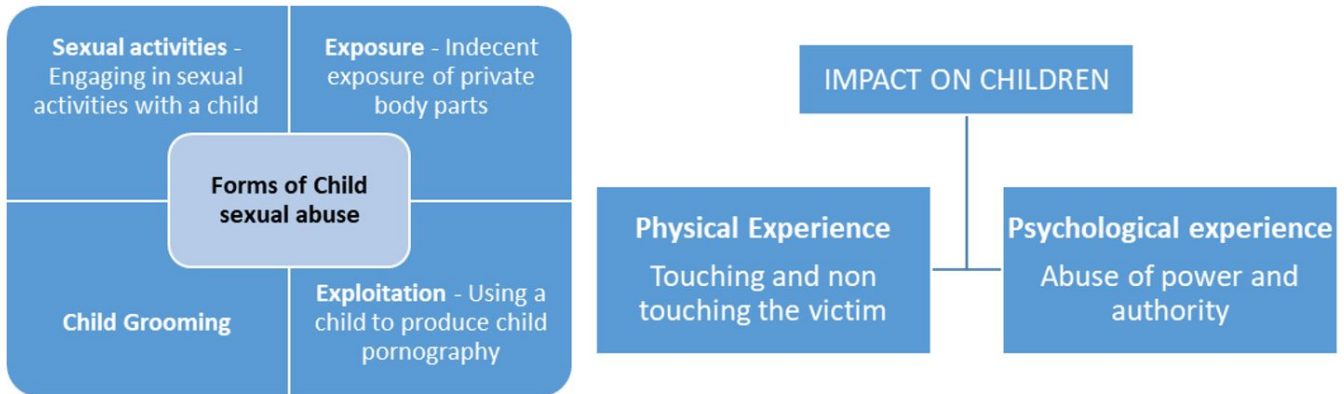 Sexual activities -
Engaging in sexual
activities with a child
Exposure - Indecent
exposure of private
body parts
Forms of Child
sexual abuse
Child Grooming
Exploitation - Using a
child to produce child
pornography
IMPACT ON CHILDREN
Physical Experience
Touching and non
touching the victim
Psychological experience
Abuse of power and
authority